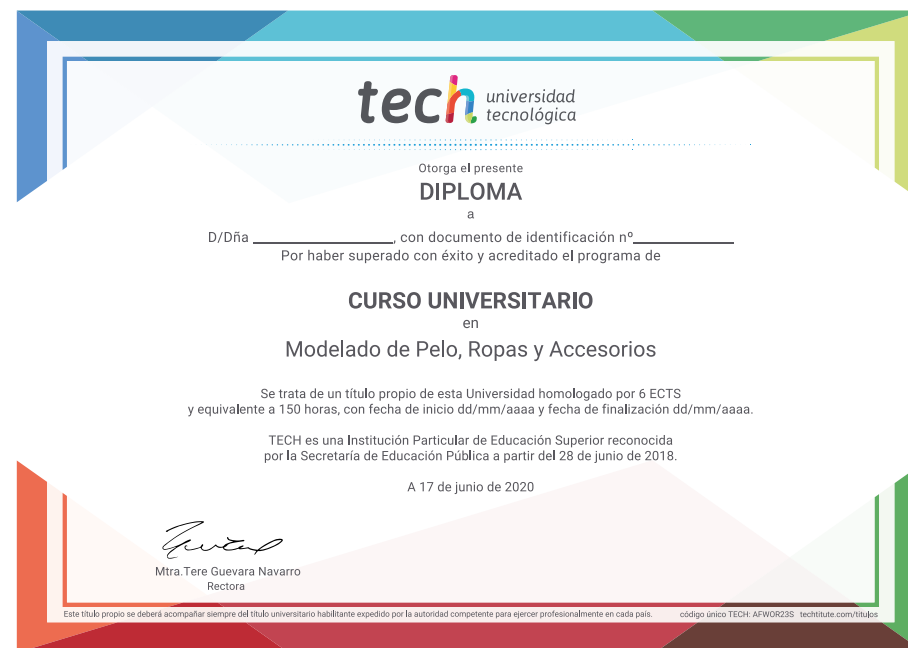 tech universidad
tecnológica
Otorga el presente
DIPLOMA
a
D/Dña ____________________, con documento de identificación nº______________
Por haber superado con éxito y acreditado el programa de
CURSO UNIVERSITARIO
en
Modelado de Pelo, Ropas y Accesorios
Se trata de un título propio de esta Universidad homologado por 6 ECTS
y equivalente a 150 horas, con fecha de inicio dd/mm/aaaa y fecha de finalización dd/mm/aaaa.
TECH es una Institución Particular de Educación Superior reconocida
por la Secretaría de Educación Pública a partir del 28 de junio de 2018.
A 17 de junio de 2020
Mtra.Tere Guevara Navarro
Rectora
Este título propio se deberá acompañar siempre del título universitario habilitante expedido por la autoridad competente para ejercer profesionalmente en cada país. código único TECH: AFWOR23S techtitute.com/títulos